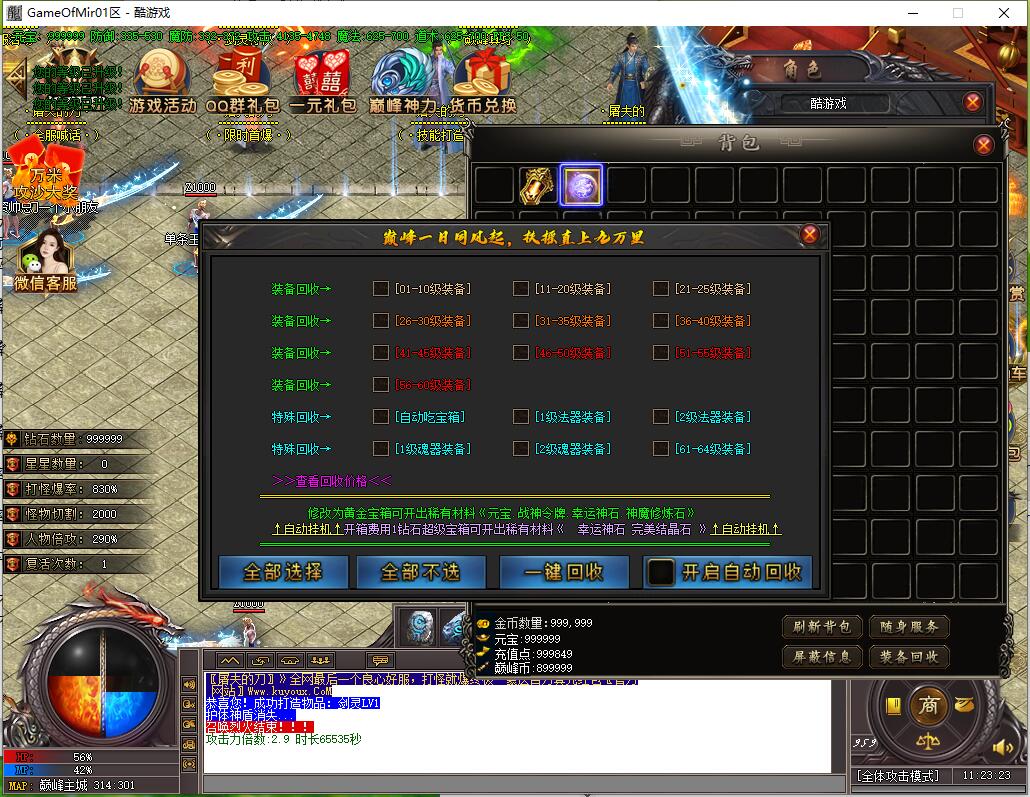 GameOfMir01区 - 酷游戏
角色
酷游戏
游戏活动
QQ群礼包
一元礼包
巅峰神力
货币兑换
屠夫的
(·限时首爆·)
(·技能打造
万米
攻沙大奖
微信客服
Z1000
背包
巅峰一日同风起，扶摇直上九万里
装备回收→ [01-10级装备] [11-20级装备] [21-25级装备]
装备回收→ [26-30级装备] [31-35级装备] [36-40级装备]
装备回收→ [41-45级装备] [46-50级装备] [51-55级装备]
装备回收→ [56-60级装备]
特殊回收→ [自动吃宝箱] [1级法器装备] [2级法器装备]
特殊回收→ [1级魂器装备] [2级魂器装备] [61-64级装备]
>>查看回收价格<<
修改为黄金宝箱可开出稀有材料《元宝.战神令牌.幸运神石.神魔修炼石》
↑自动挂机↑开箱费用1钻石超级宝箱可开出稀有材料《 幸运神石 完美结晶石 》↑自动挂机↑
全部选择
全部不选
一键回收
开启自动回收
钻石数量: 999999
星星数量: 0
打怪爆率: 830%
怪物切割: 2000
人物倍攻: 290%
复活次数: 1
金币数量:999,999
元宝:999999
充值点:999849
巅峰币:899999
刷新背包
随身服务
屏蔽信息
装备回收
网站】Www.kuyoux.CoM
恭喜您! 成功打造物品: 剑灵LV1
护体神盾消失...
召唤烈火结束!!!
攻击力倍数:2.9 时长65535秒
HP: 56%
MP: 42%
MAP: 巅峰主城 314:301
商
959
[全体攻击模式]
11:23:23